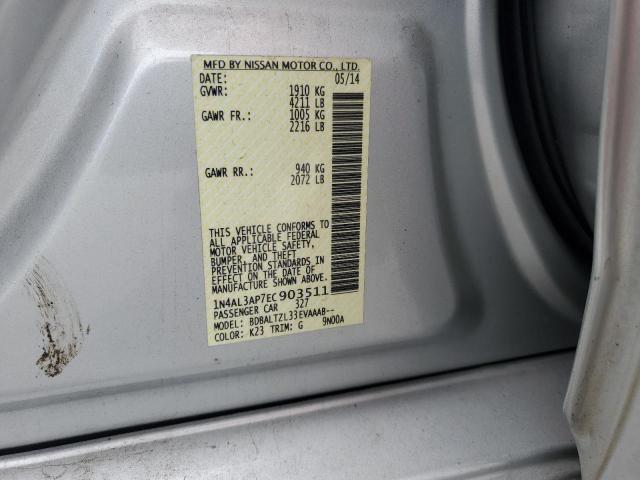 MFD BY NISSAN MOTOR CO., LTD.
DATE: 05/14
GVWR: 1910 KG
4211 LB
GAWR FR.: 1005 KG
2216 LB
GAWR RR.: 940 KG
2072 LB
THIS VEHICLE CONFORMS TO
ALL APPLICABLE FEDERAL
MOTOR VEHICLE SAFETY,
BUMPER, AND THEFT
PREVENTION STANDARDS IN
EFFECT ON THE DATE OF
MANUFACTURE SHOWN ABOVE.
1N4AL3AP7EC903511
PASSENGER CAR 327
MODEL: BDBALTZL33EVAAAB--
COLOR: K23 TRIM: G 9N00A